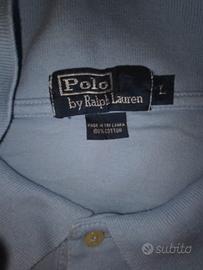 Polo
by Ralph Lauren
L
MADE IN SRI LANKA
100% COTTON
subito